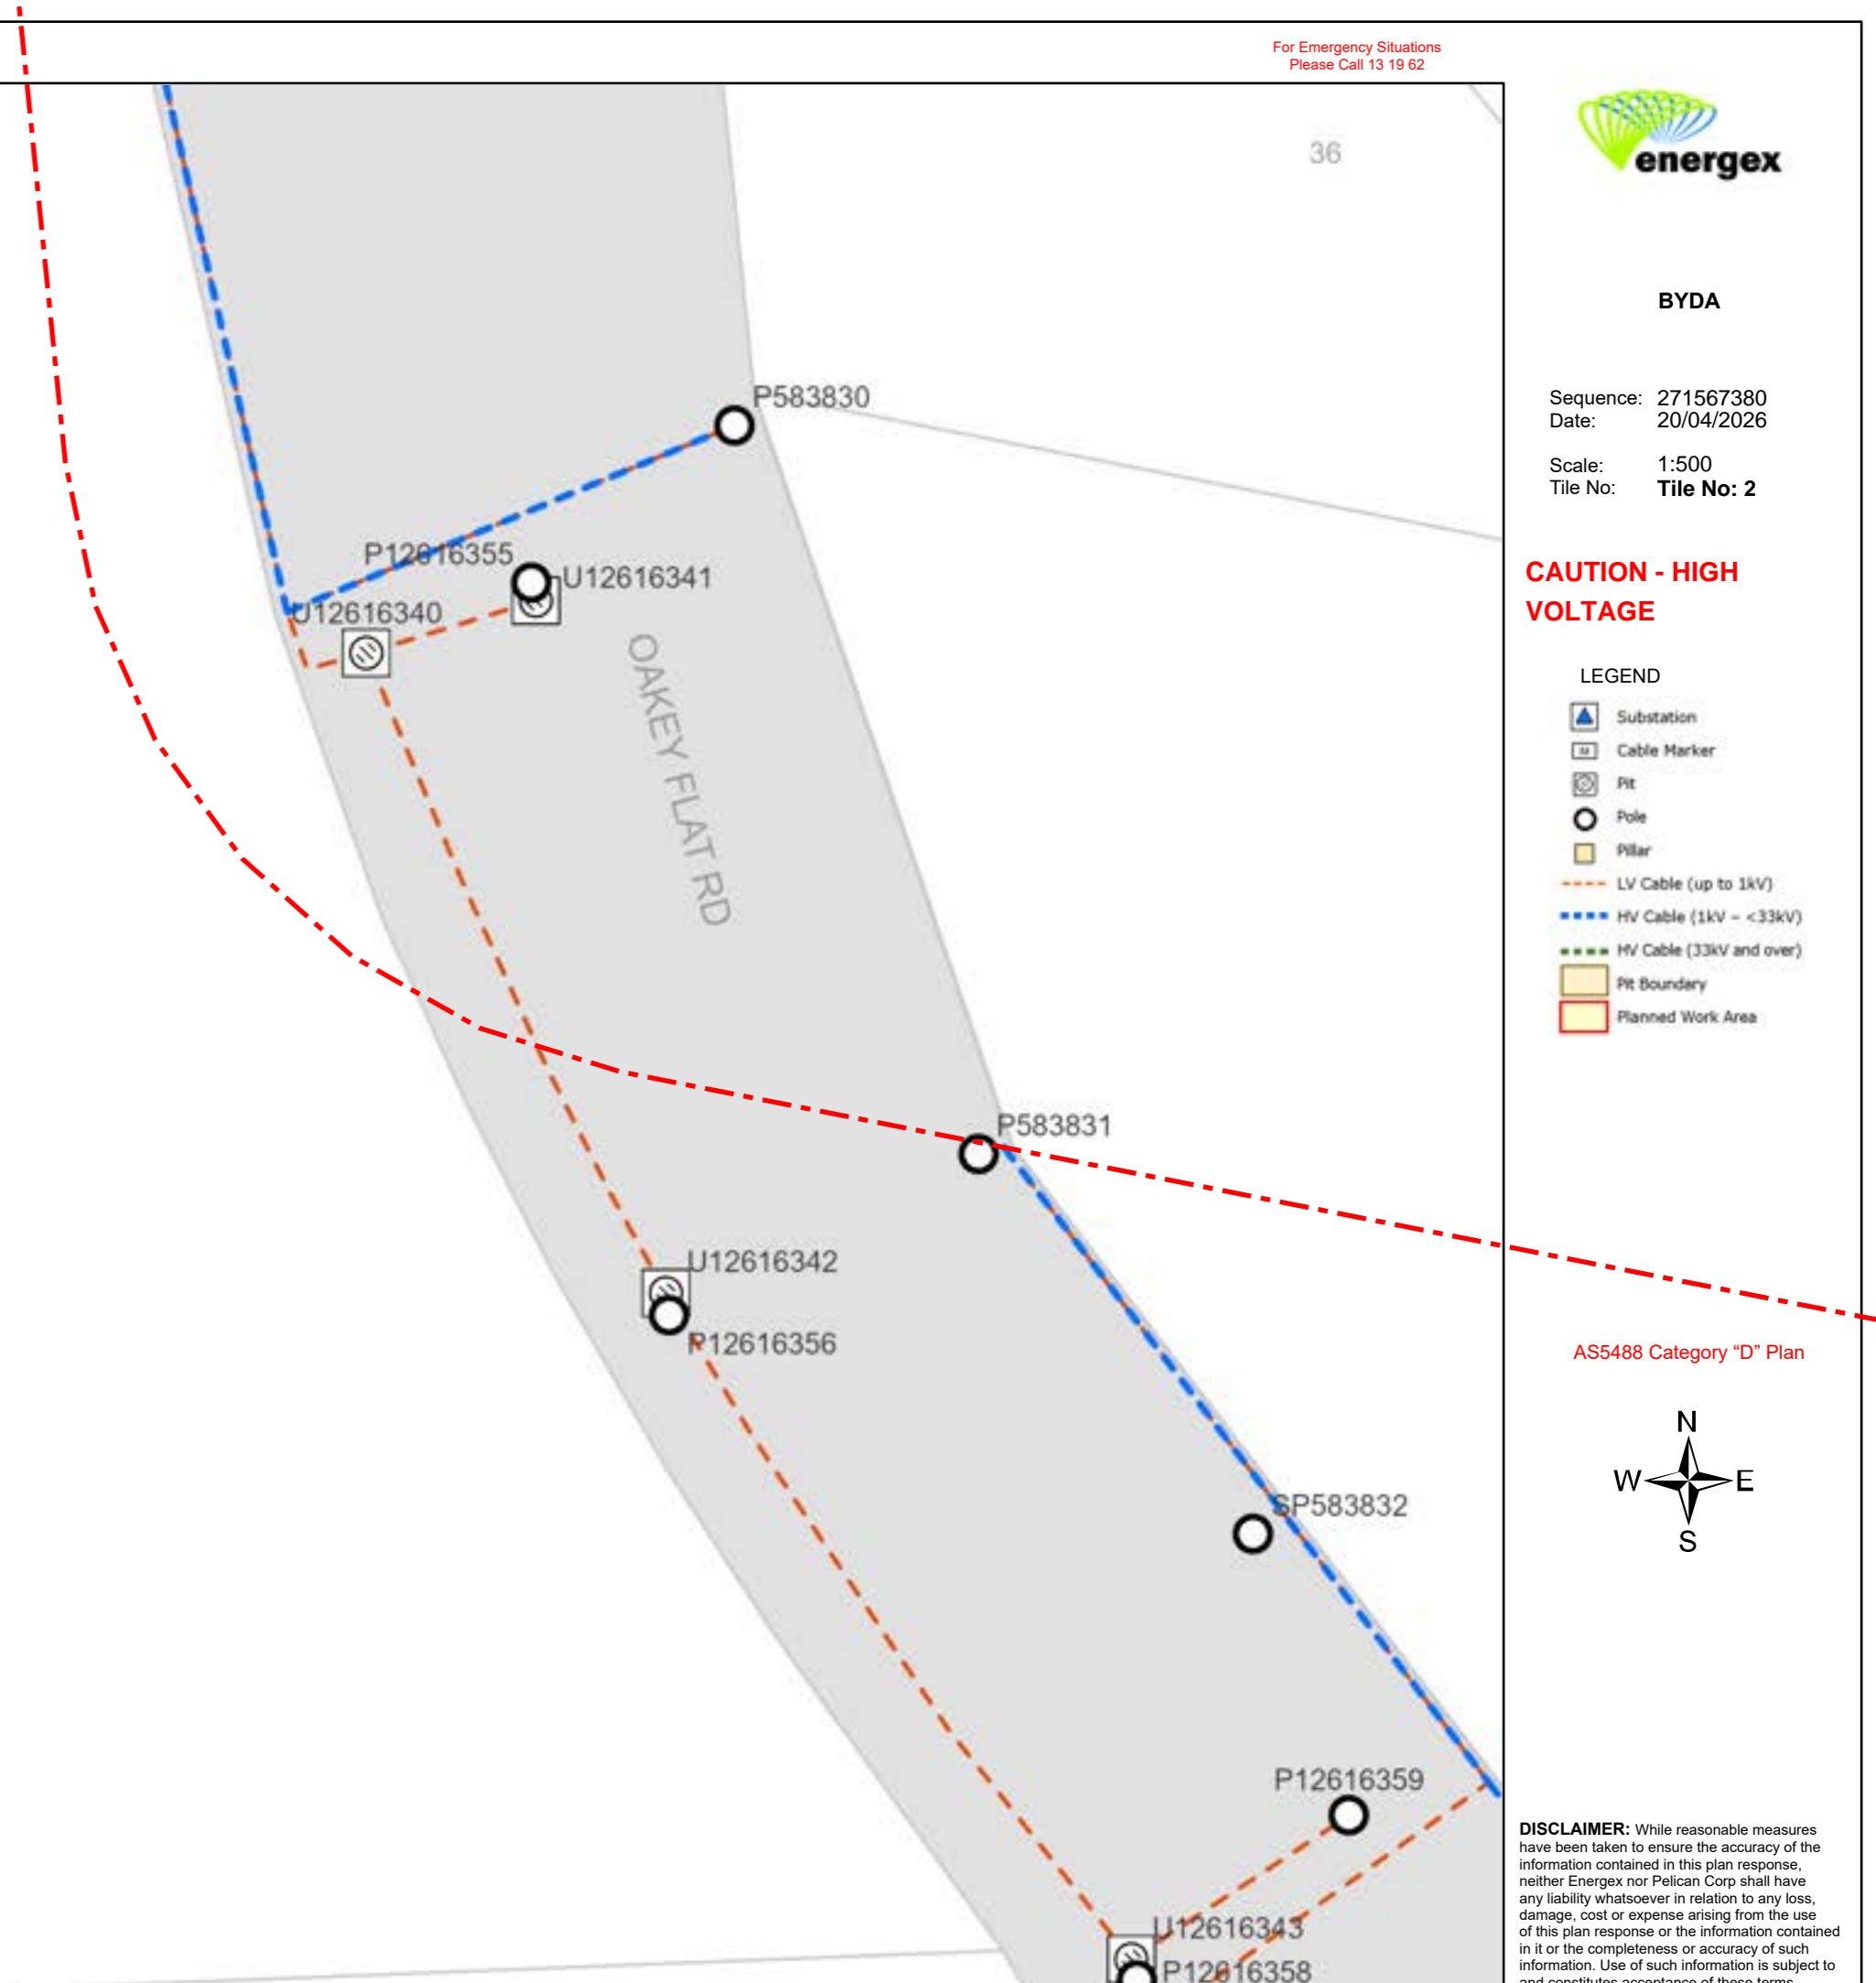 For Emergency Situations
Please Call 13 19 62
36
P583830
P12616355
U12616341
U12616340
OAKEY FLAT RD
P583831
U12616342
P12616356
SP583832
P12616359
U12616343
P12616358
energex
BYDA
Sequence: 271567380
Date: 20/04/2026
Scale: 1:500
Tile No: Tile No: 2
CAUTION - HIGH
VOLTAGE
LEGEND
Substation
M Cable Marker
Pit
Pole
Pillar
LV Cable (up to 1kV)
HV Cable (1kV – <33kV)
HV Cable (33kV and over)
Pit Boundary
Planned Work Area
AS5488 Category “D” Plan
N
W E
S
DISCLAIMER: While reasonable measures
have been taken to ensure the accuracy of the
information contained in this plan response,
neither Energex nor Pelican Corp shall have
any liability whatsoever in relation to any loss,
damage, cost or expense arising from the use
of this plan response or the information contained
in it or the completeness or accuracy of such
information. Use of such information is subject to
and constitutes acceptance of these terms